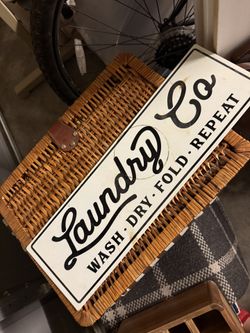 Laundry Co
WASH · DRY · FOLD · REPEAT